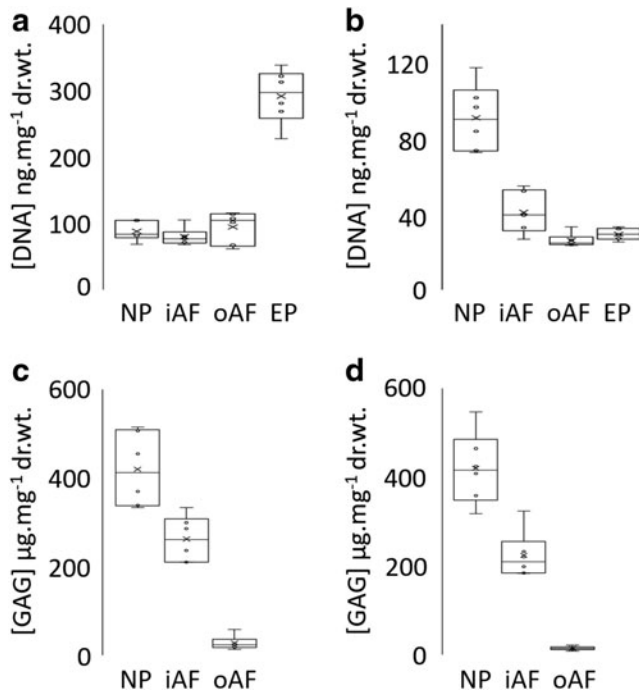 a
400
300
200
100
0
[DNA] ng.mg⁻¹ dr.wt.
NP iAF oAF EP
b
120
80
40
0
[DNA] ng.mg⁻¹ dr.wt.
NP iAF oAF EP
c
600
400
200
0
[GAG] µg.mg⁻¹ dr.wt.
NP iAF oAF
d
600
400
200
0
[GAG] µg.mg⁻¹ dr.wt.
NP iAF oAF